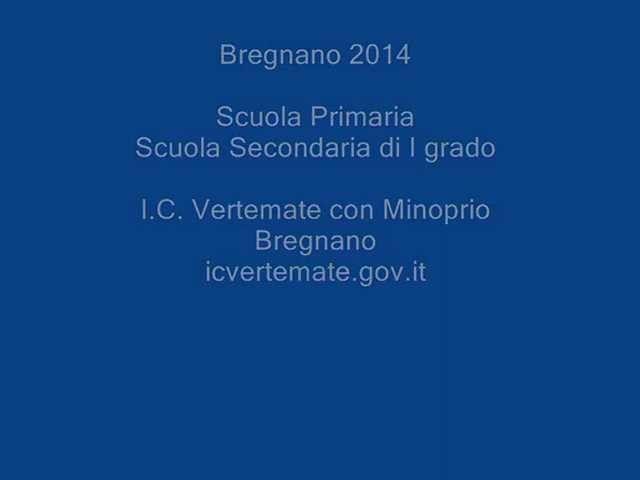 Bregnano 2014
Scuola Primaria
Scuola Secondaria di I grado
I.C. Vertemate con Minoprio
Bregnano
icvertemate.gov.it